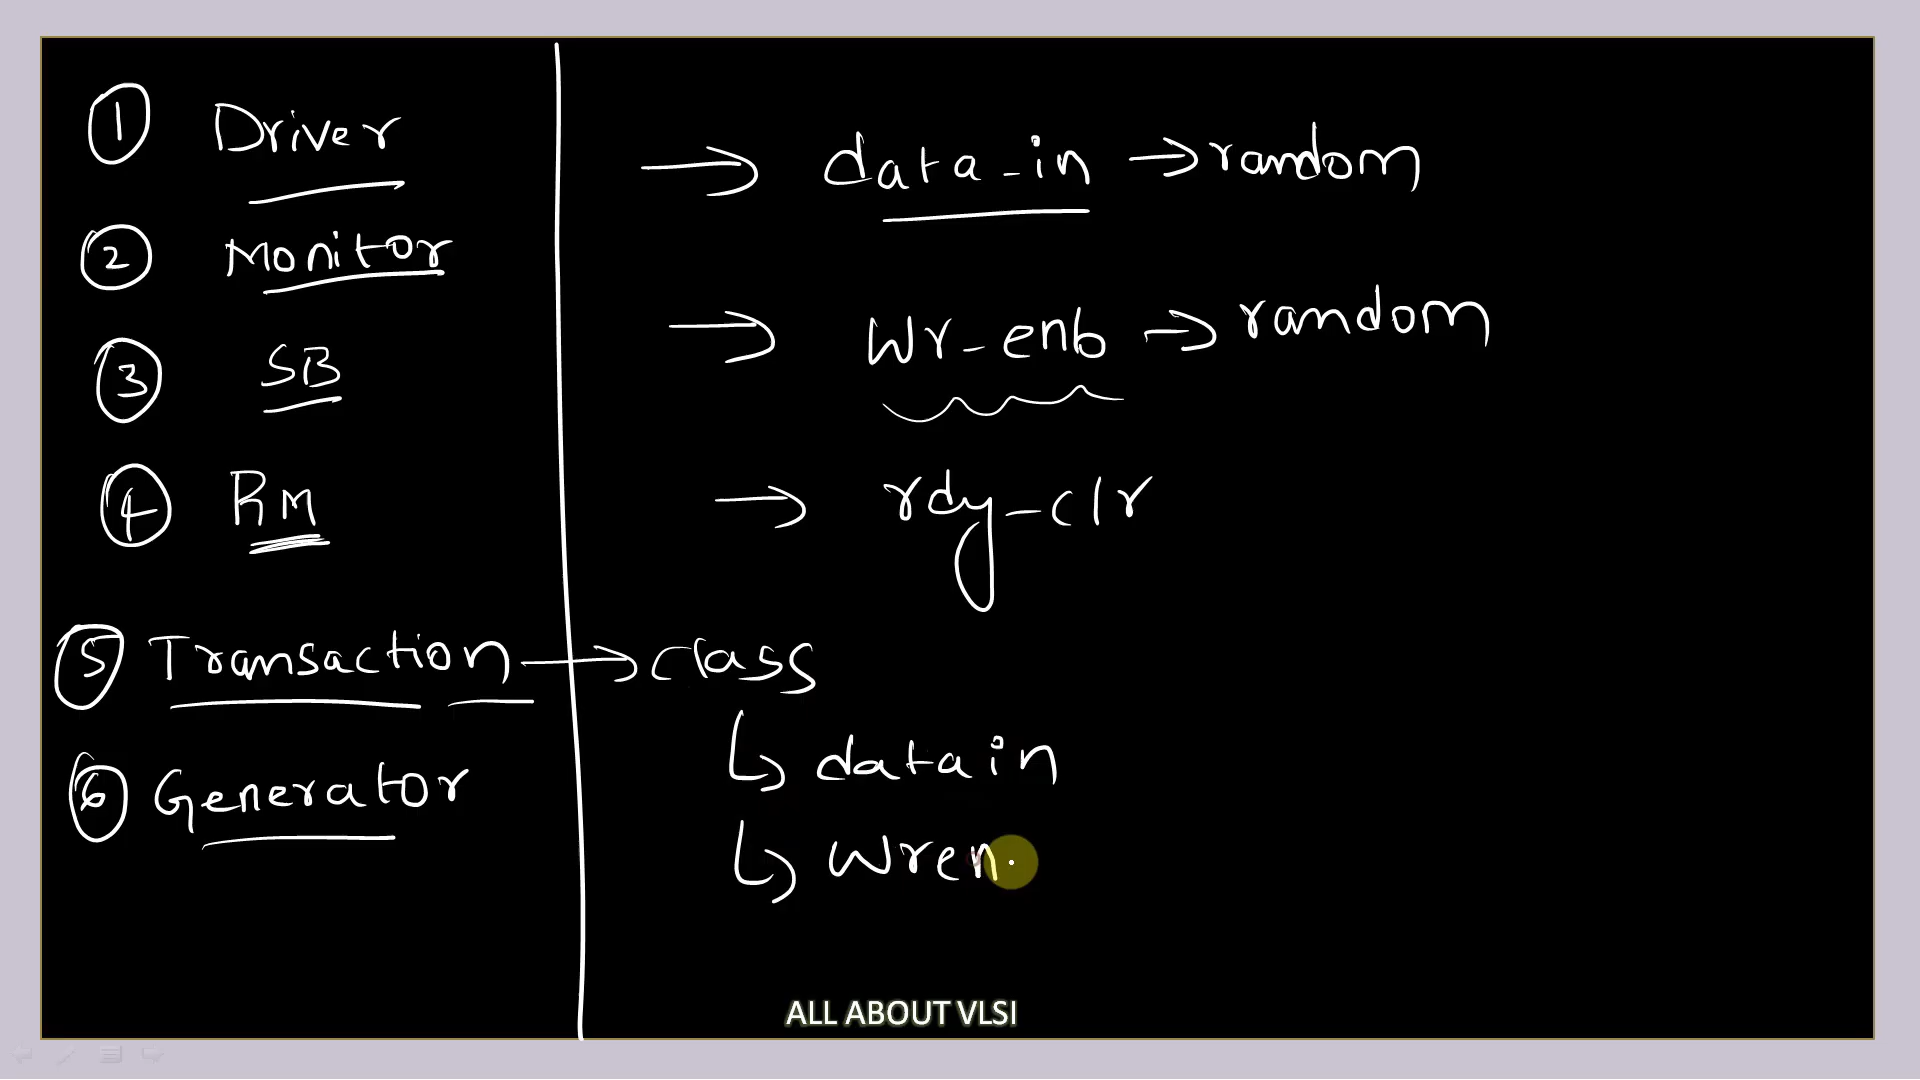 ① Driver
② Monitor
③ SB
④ RM
⑤ Transaction → class
⑥ Generator
→ data_in → random
→ Wr_enb → random
→ rdy_clr
↳ datain
↳ wren
ALL ABOUT VLSI